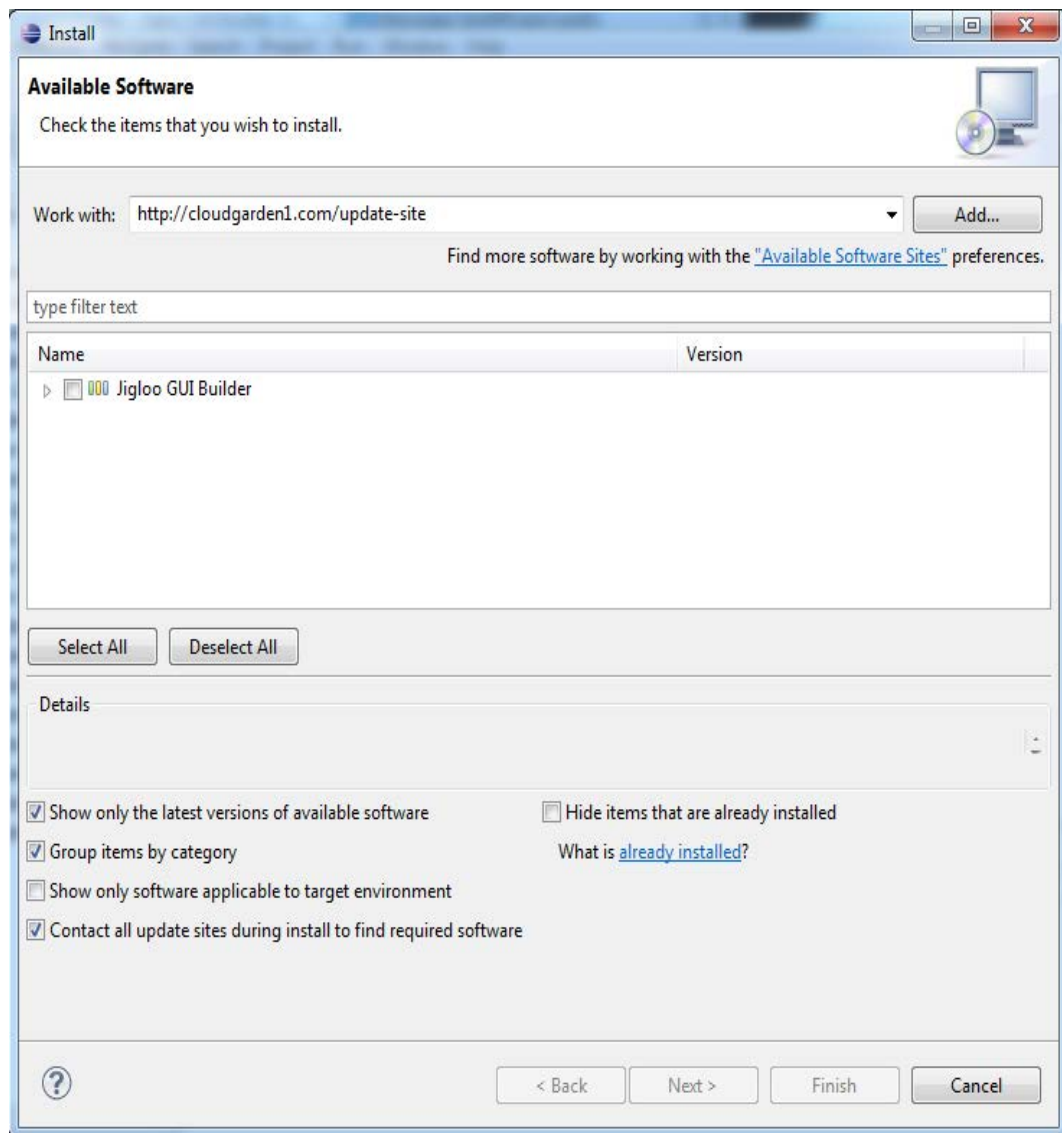 Install
Available Software
Check the items that you wish to install.
Work with: http://cloudgarden1.com/update-site Add...
Find more software by working with the "Available Software Sites" preferences.
type filter text
Name Version
Jigloo GUI Builder
Select All Deselect All
Details
Show only the latest versions of available software Hide items that are already installed
Group items by category What is already installed?
Show only software applicable to target environment
Contact all update sites during install to find required software
? < Back Next > Finish Cancel